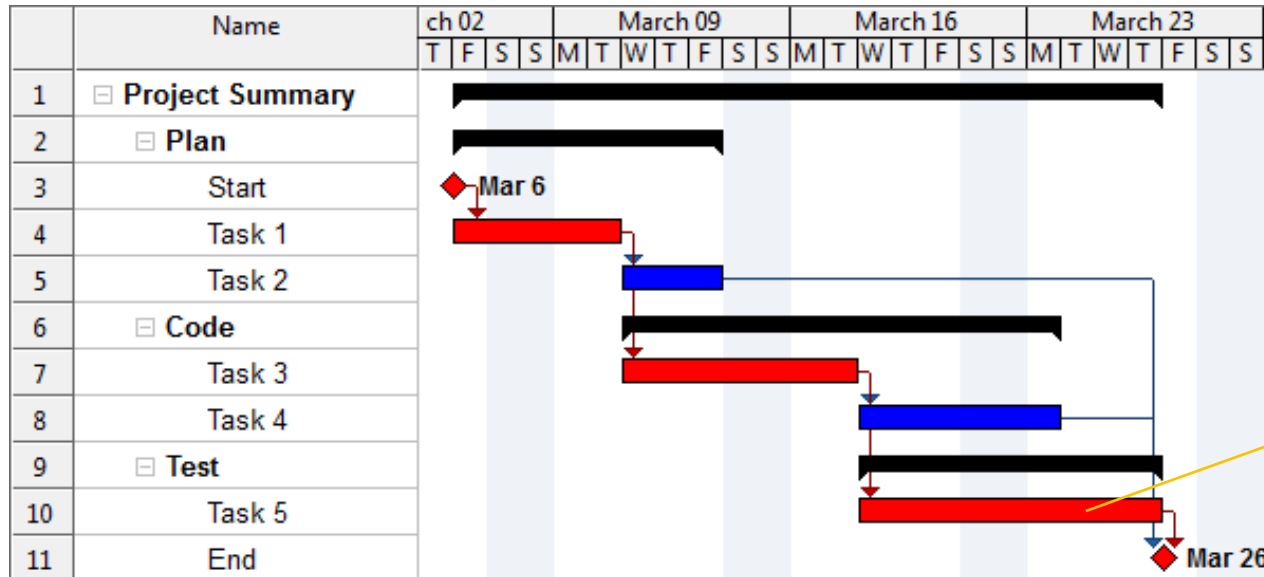 Name ch 02 March 09 March 16 March 23
T F S S M T W T F S S M T W T F S S M T W T F S S
1 Project Summary
2 Plan
3 Start Mar 6
4 Task 1
5 Task 2
6 Code
7 Task 3
8 Task 4
9 Test
10 Task 5
11 End Mar 26